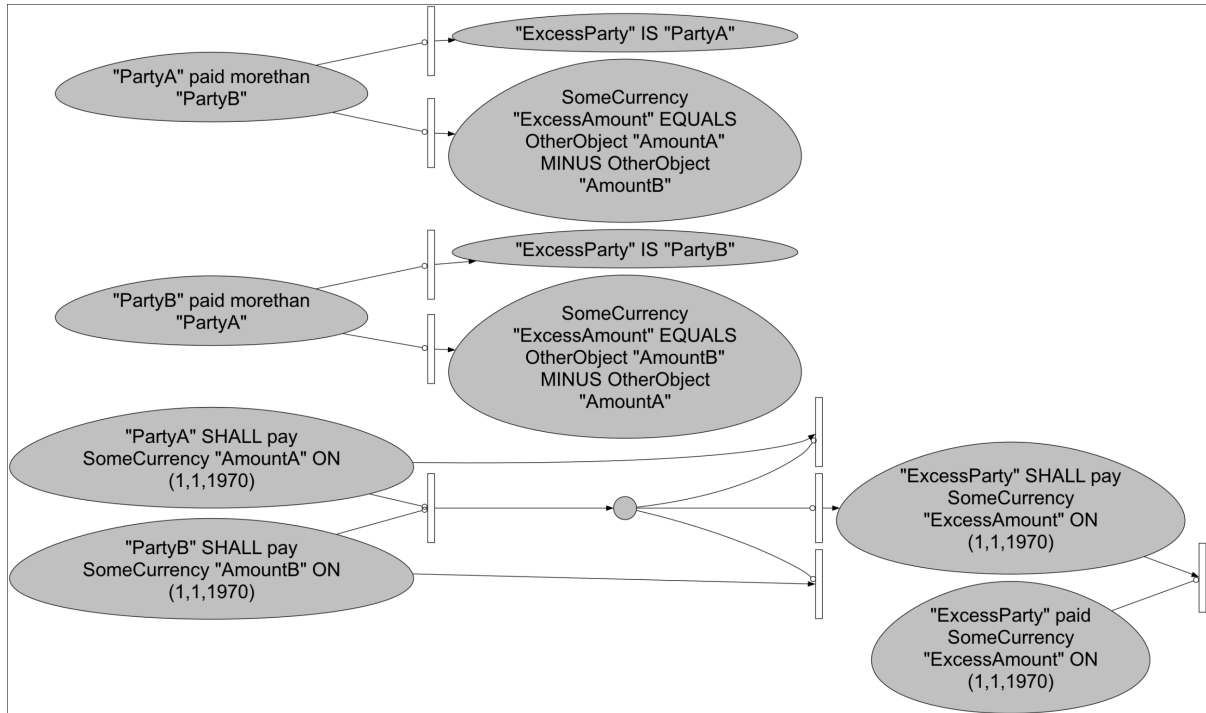 "PartyA" paid morethan
"PartyB"
"ExcessParty" IS "PartyA"
SomeCurrency
"ExcessAmount" EQUALS
OtherObject "AmountA"
MINUS OtherObject
"AmountB"
"PartyB" paid morethan
"PartyA"
"ExcessParty" IS "PartyB"
SomeCurrency
"ExcessAmount" EQUALS
OtherObject "AmountB"
MINUS OtherObject
"AmountA"
"PartyA" SHALL pay
SomeCurrency "AmountA" ON
(1,1,1970)
"PartyB" SHALL pay
SomeCurrency "AmountB" ON
(1,1,1970)
"ExcessParty" SHALL pay
SomeCurrency
"ExcessAmount" ON
(1,1,1970)
"ExcessParty" paid
SomeCurrency
"ExcessAmount" ON
(1,1,1970)